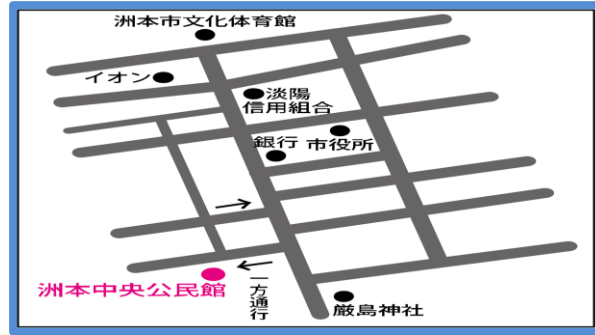 洲本市文化体育館
イオン
淡陽
信用組合
銀行
市役所
洲本中央公民館
一方通行
厳島神社